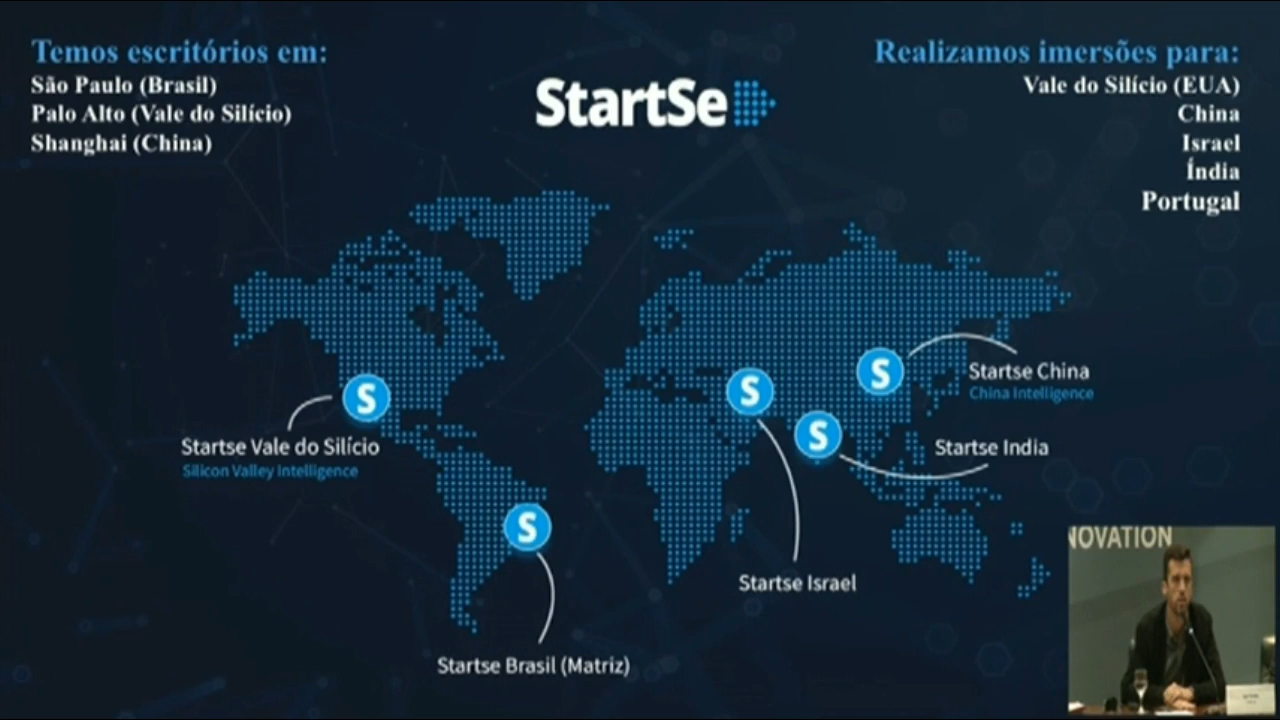 Temos escritórios em:
São Paulo (Brasil)
Palo Alto (Vale do Silício)
Shanghai (China)
StartSe
Realizamos imersões para:
Vale do Silício (EUA)
China
Israel
Índia
Portugal
S
S
S
S
S
Startse China
China Intelligence
Startse Vale do Silício
Silicon Valley Intelligence
Startse India
Startse Israel
Startse Brasil (Matriz)
NOVATION